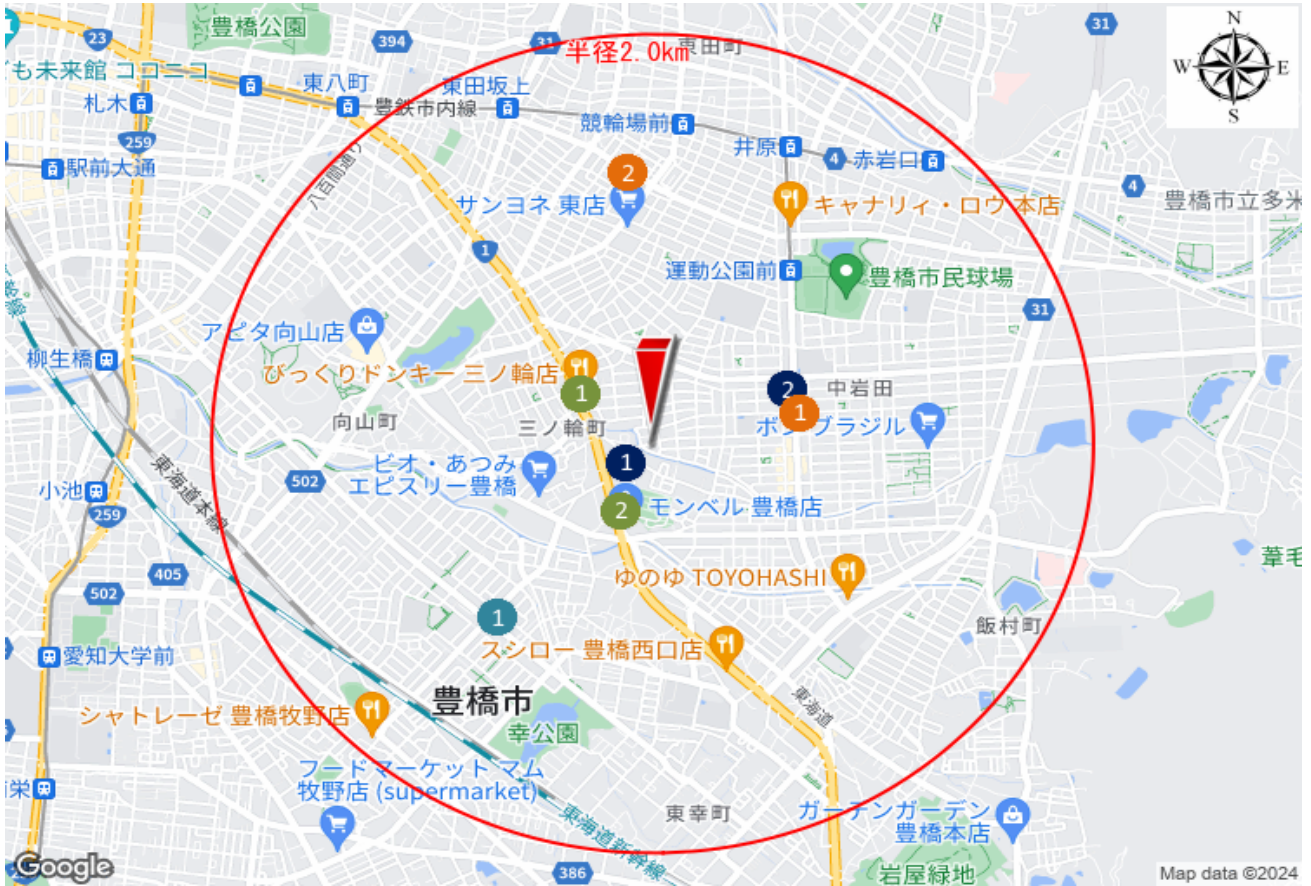 豊橋公園
394
31
東田町
31
N
W
E
S
23
半径2.0km
ども未来館 ココニコ
東八町
東田坂上
豊鉄市内線
札木
競輪場前
259
井原
4
赤岩口
駅前大通
八百間通り
2
4
サンヨネ 東店
キャナリィ・ロウ 本店
豊橋市立多米
1
運動公園前
豊橋市民球場
31
アピタ向山店
柳生橋
びっくりドンキー 三ノ輪店
1
2
中岩田
1
向山町
三ノ輪町
ボン ブラジル
ビオ・あつみ
エピスリー豊橋
1
502
小池
東海道本線
259
2
モンベル 豊橋店
405
502
ゆのゆ TOYOHASHI
葦毛
1
飯村町
愛知大学前
スシロー 豊橋西口店
豊橋市
東海道
シャトレーゼ 豊橋牧野店
幸公園
フードマーケット マム
牧野店 (supermarket)
東幸町
ガーデンガーデン
豊橋本店
南栄
東海道新幹線
386
岩屋緑地
Google
Map data ©2024